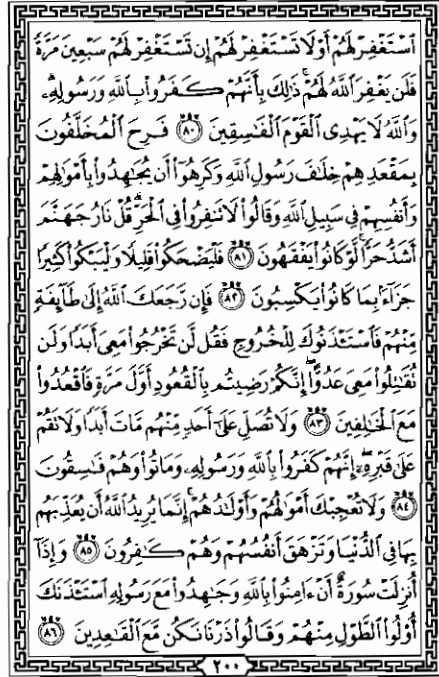 ٱسْتَغْفِرْ لَهُمْ أَوْ لَا تَسْتَغْفِرْ لَهُمْ إِن تَسْتَغْفِرْ لَهُمْ سَبْعِينَ مَرَّةً
فَلَن يَغْفِرَ ٱللَّهُ لَهُمْ ۚ ذَٰلِكَ بِأَنَّهُمْ كَفَرُوا۟ بِٱللَّهِ وَرَسُولِهِۦ ۗ
وَٱللَّهُ لَا يَهْدِى ٱلْقَوْمَ ٱلْفَـٰسِقِينَ ﴿٨٠﴾ فَرِحَ ٱلْمُخَلَّفُونَ
بِمَقْعَدِهِمْ خِلَـٰفَ رَسُولِ ٱللَّهِ وَكَرِهُوٓا۟ أَن يُجَـٰهِدُوا۟ بِأَمْوَٰلِهِمْ
وَأَنفُسِهِمْ فِى سَبِيلِ ٱللَّهِ وَقَالُوا۟ لَا تَنفِرُوا۟ فِى ٱلْحَرِّ ۗ قُلْ نَارُ جَهَنَّمَ
أَشَدُّ حَرًّا ۚ لَّوْ كَانُوا۟ يَفْقَهُونَ ﴿٨١﴾ فَلْيَضْحَكُوا۟ قَلِيلًا وَلْيَبْكُوا۟ كَثِيرًا
جَزَآءًۢ بِمَا كَانُوا۟ يَكْسِبُونَ ﴿٨٢﴾ فَإِن رَّجَعَكَ ٱللَّهُ إِلَىٰ طَآئِفَةٍ
مِّنْهُمْ فَٱسْتَـْٔذَنُوكَ لِلْخُرُوجِ فَقُل لَّن تَخْرُجُوا۟ مَعِىَ أَبَدًا وَلَن
تُقَـٰتِلُوا۟ مَعِىَ عَدُوًّا ۖ إِنَّكُمْ رَضِيتُم بِٱلْقُعُودِ أَوَّلَ مَرَّةٍ فَٱقْعُدُوا۟
مَعَ ٱلْخَـٰلِفِينَ ﴿٨٣﴾ وَلَا تُصَلِّ عَلَىٰٓ أَحَدٍ مِّنْهُم مَّاتَ أَبَدًا وَلَا تَقُمْ
عَلَىٰ قَبْرِهِۦٓ ۖ إِنَّهُمْ كَفَرُوا۟ بِٱللَّهِ وَرَسُولِهِۦ وَمَاتُوا۟ وَهُمْ فَـٰسِقُونَ
﴿٨٤﴾ وَلَا تُعْجِبْكَ أَمْوَٰلُهُمْ وَأَوْلَـٰدُهُمْ ۚ إِنَّمَا يُرِيدُ ٱللَّهُ أَن يُعَذِّبَهُم
بِهَا فِى ٱلدُّنْيَا وَتَزْهَقَ أَنفُسُهُمْ وَهُمْ كَـٰفِرُونَ ﴿٨٥﴾ وَإِذَآ
أُنزِلَتْ سُورَةٌ أَنْ ءَامِنُوا۟ بِٱللَّهِ وَجَـٰهِدُوا۟ مَعَ رَسُولِهِ ٱسْتَـْٔذَنَكَ
أُو۟لُوا۟ ٱلطَّوْلِ مِنْهُمْ وَقَالُوا۟ ذَرْنَا نَكُن مَّعَ ٱلْقَـٰعِدِينَ ﴿٨٦﴾
٢٠٠